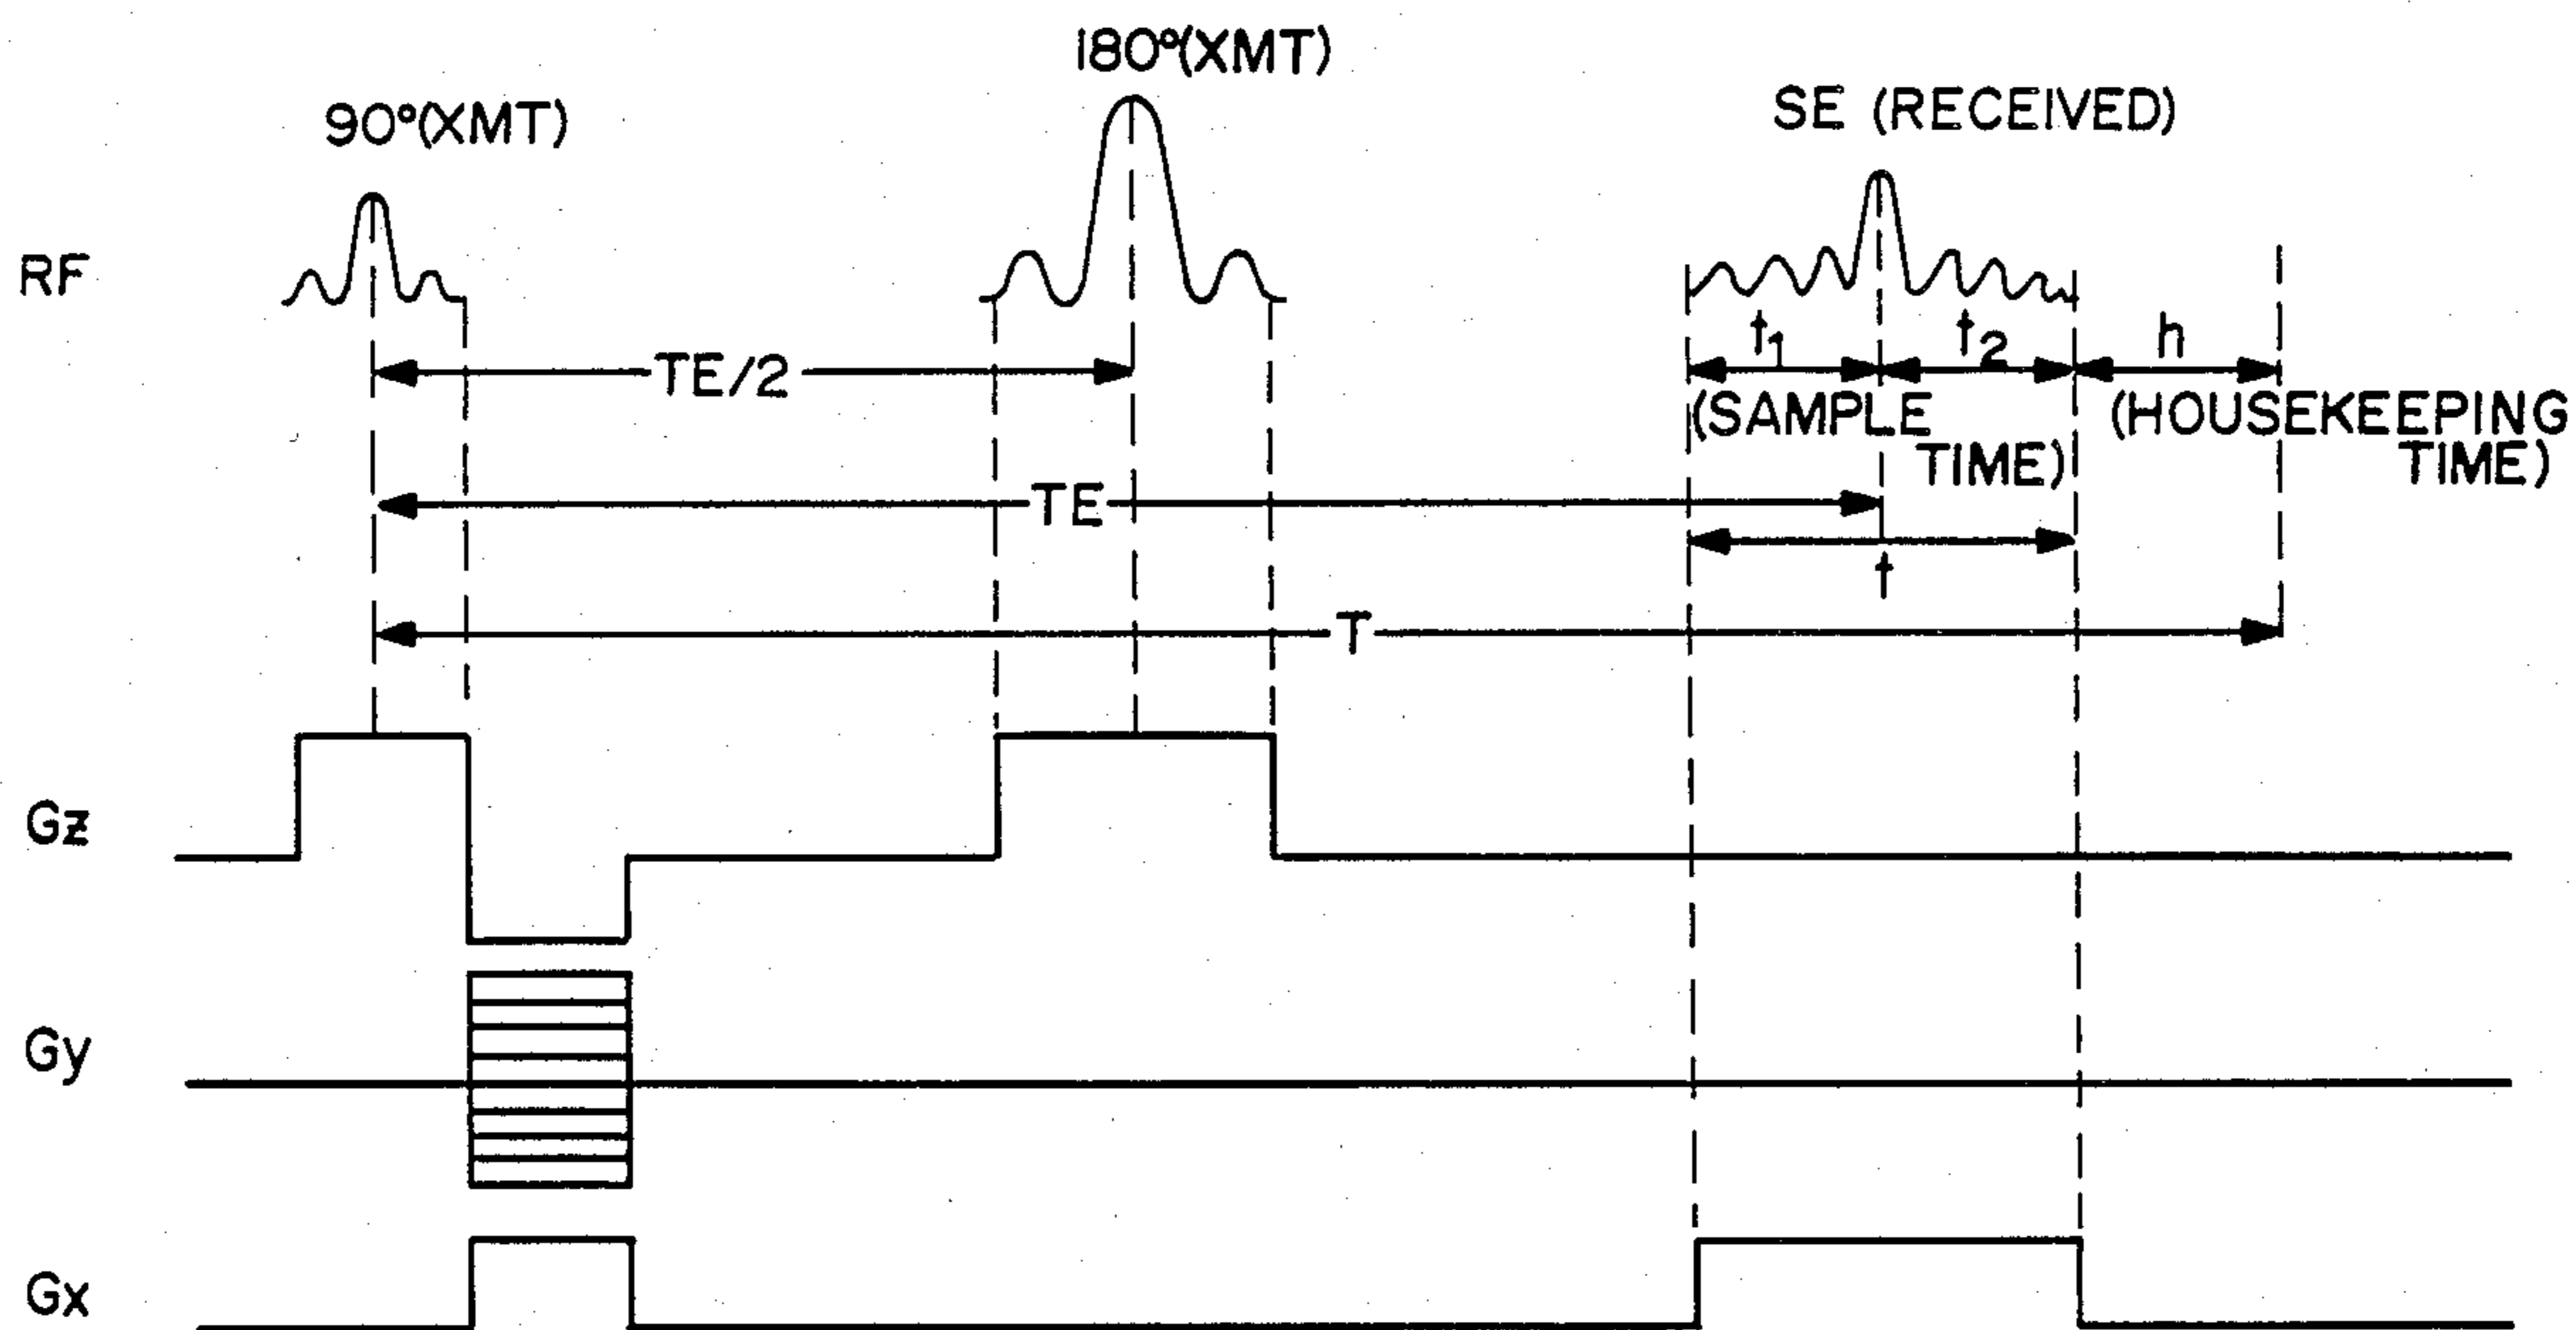 180°(XMT)
90°(XMT)
SE (RECEIVED)
RF
t1
t2
h
TE/2
(SAMPLE TIME)
(HOUSEKEEPING TIME)
TE
t
T
Gz
Gy
Gx